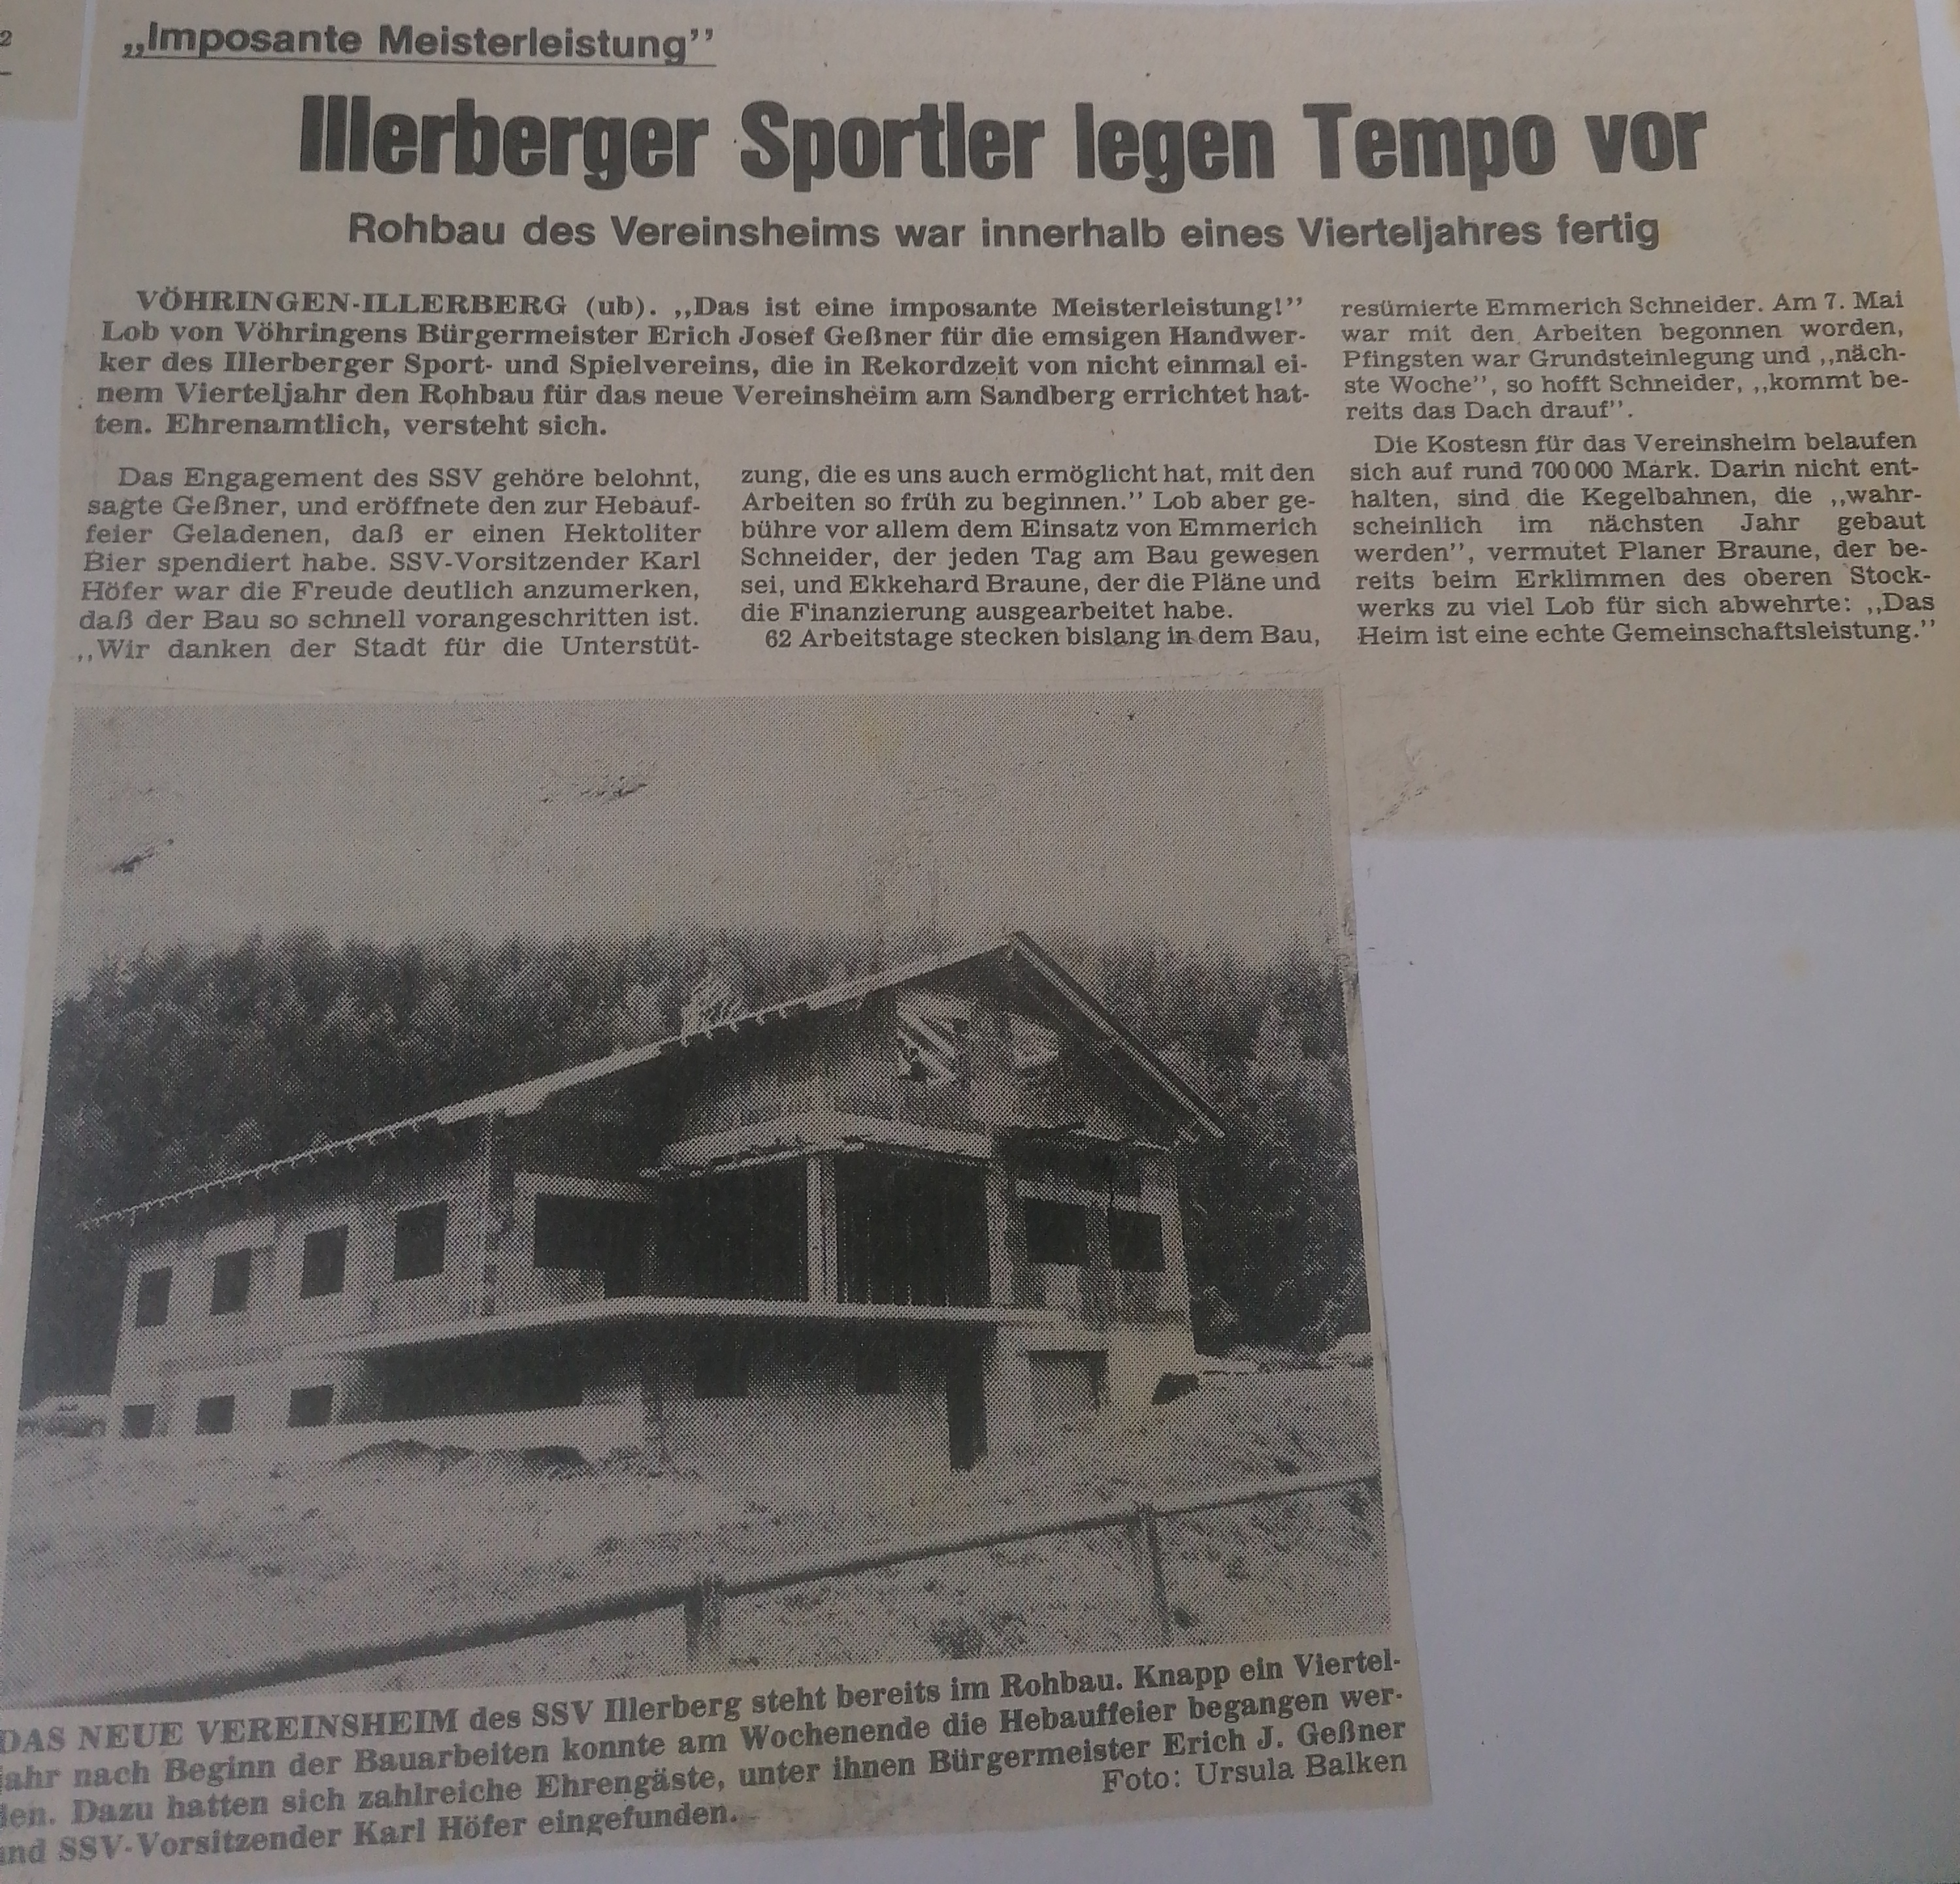 2
„Imposante Meisterleistung”
Illerberger Sportler legen Tempo vor
Rohbau des Vereinsheims war innerhalb eines Vierteljahres fertig
VÖHRINGEN-ILLERBERG (ub). „Das ist eine imposante Meisterleistung!”
Lob von Vöhringens Bürgermeister Erich Josef Geßner für die emsigen Handwer-
ker des Illerberger Sport- und Spielvereins, die in Rekordzeit von nicht einmal ei-
nem Vierteljahr den Rohbau für das neue Vereinsheim am Sandberg errichtet hat-
ten. Ehrenamtlich, versteht sich.
Das Engagement des SSV gehöre belohnt,
sagte Geßner, und eröffnete den zur Hebauf-
feier Geladenen, daß er einen Hektoliter
Bier spendiert habe. SSV-Vorsitzender Karl
Höfer war die Freude deutlich anzumerken,
daß der Bau so schnell vorangeschritten ist.
„Wir danken der Stadt für die Unterstüt-
zung, die es uns auch ermöglicht hat, mit den
Arbeiten so früh zu beginnen.” Lob aber ge-
bühre vor allem dem Einsatz von Emmerich
Schneider, der jeden Tag am Bau gewesen
sei, und Ekkehard Braune, der die Pläne und
die Finanzierung ausgearbeitet habe.
62 Arbeitstage stecken bislang in dem Bau,
resümierte Emmerich Schneider. Am 7. Mai
war mit den Arbeiten begonnen worden,
Pfingsten war Grundsteinlegung und „näch-
ste Woche”, so hofft Schneider, „kommt be-
reits das Dach drauf”.
Die Kostesn für das Vereinsheim belaufen
sich auf rund 700 000 Mark. Darin nicht ent-
halten, sind die Kegelbahnen, die „wahr-
scheinlich im nächsten Jahr gebaut
werden”, vermutet Planer Braune, der be-
reits beim Erklimmen des oberen Stock-
werks zu viel Lob für sich abwehrte: „Das
Heim ist eine echte Gemeinschaftsleistung.”
DAS NEUE VEREINSHEIM des SSV Illerberg steht bereits im Rohbau. Knapp ein Viertel-
jahr nach Beginn der Bauarbeiten konnte am Wochenende die Hebauffeier begangen wer-
den. Dazu hatten sich zahlreiche Ehrengäste, unter ihnen Bürgermeister Erich J. Geßner
und SSV-Vorsitzender Karl Höfer eingefunden.
Foto: Ursula Balken